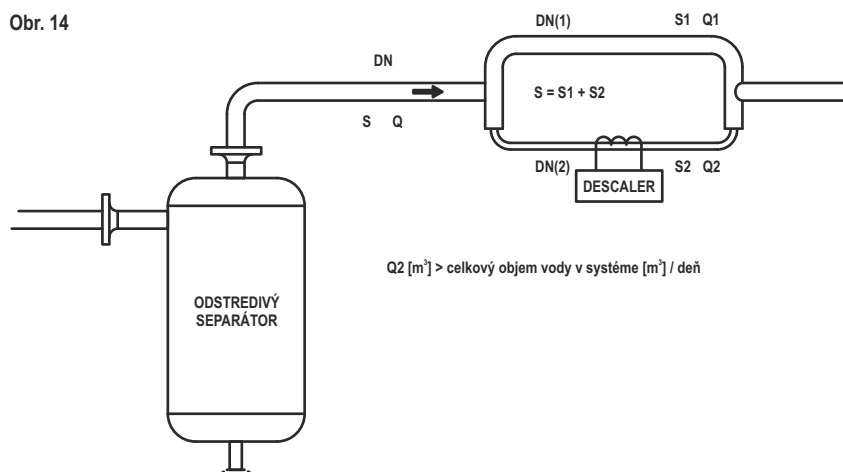 Obr. 14
DN(1) S1 Q1
DN
S = S1 + S2
S Q
DN(2) S2 Q2
DESCALER
Q2 [m³] > celkový objem vody v systéme [m³] / deň
ODSTREDIVÝ
SEPARÁTOR